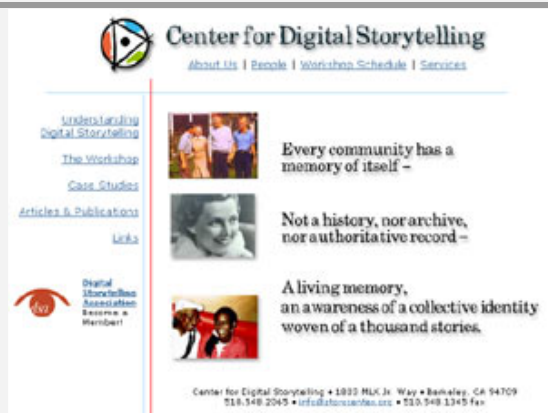 Center for Digital Storytelling
About Us | People | Workshop Schedule | Services
Understanding
Digital Storytelling
The Workshop
Case Studies
Articles & Publications
Links
dsa
Digital
Storytelling
Association
Become a
Member!
Every community has a
memory of itself –
Not a history, nor archive,
nor authoritative record –
A living memory,
an awareness of a collective identity
woven of a thousand stories.
Center for Digital Storytelling • 1803 MLK Jr. Way • Berkeley, CA 94709
510.548.2065 • info@storycenter.org • 510.548.1345 fax